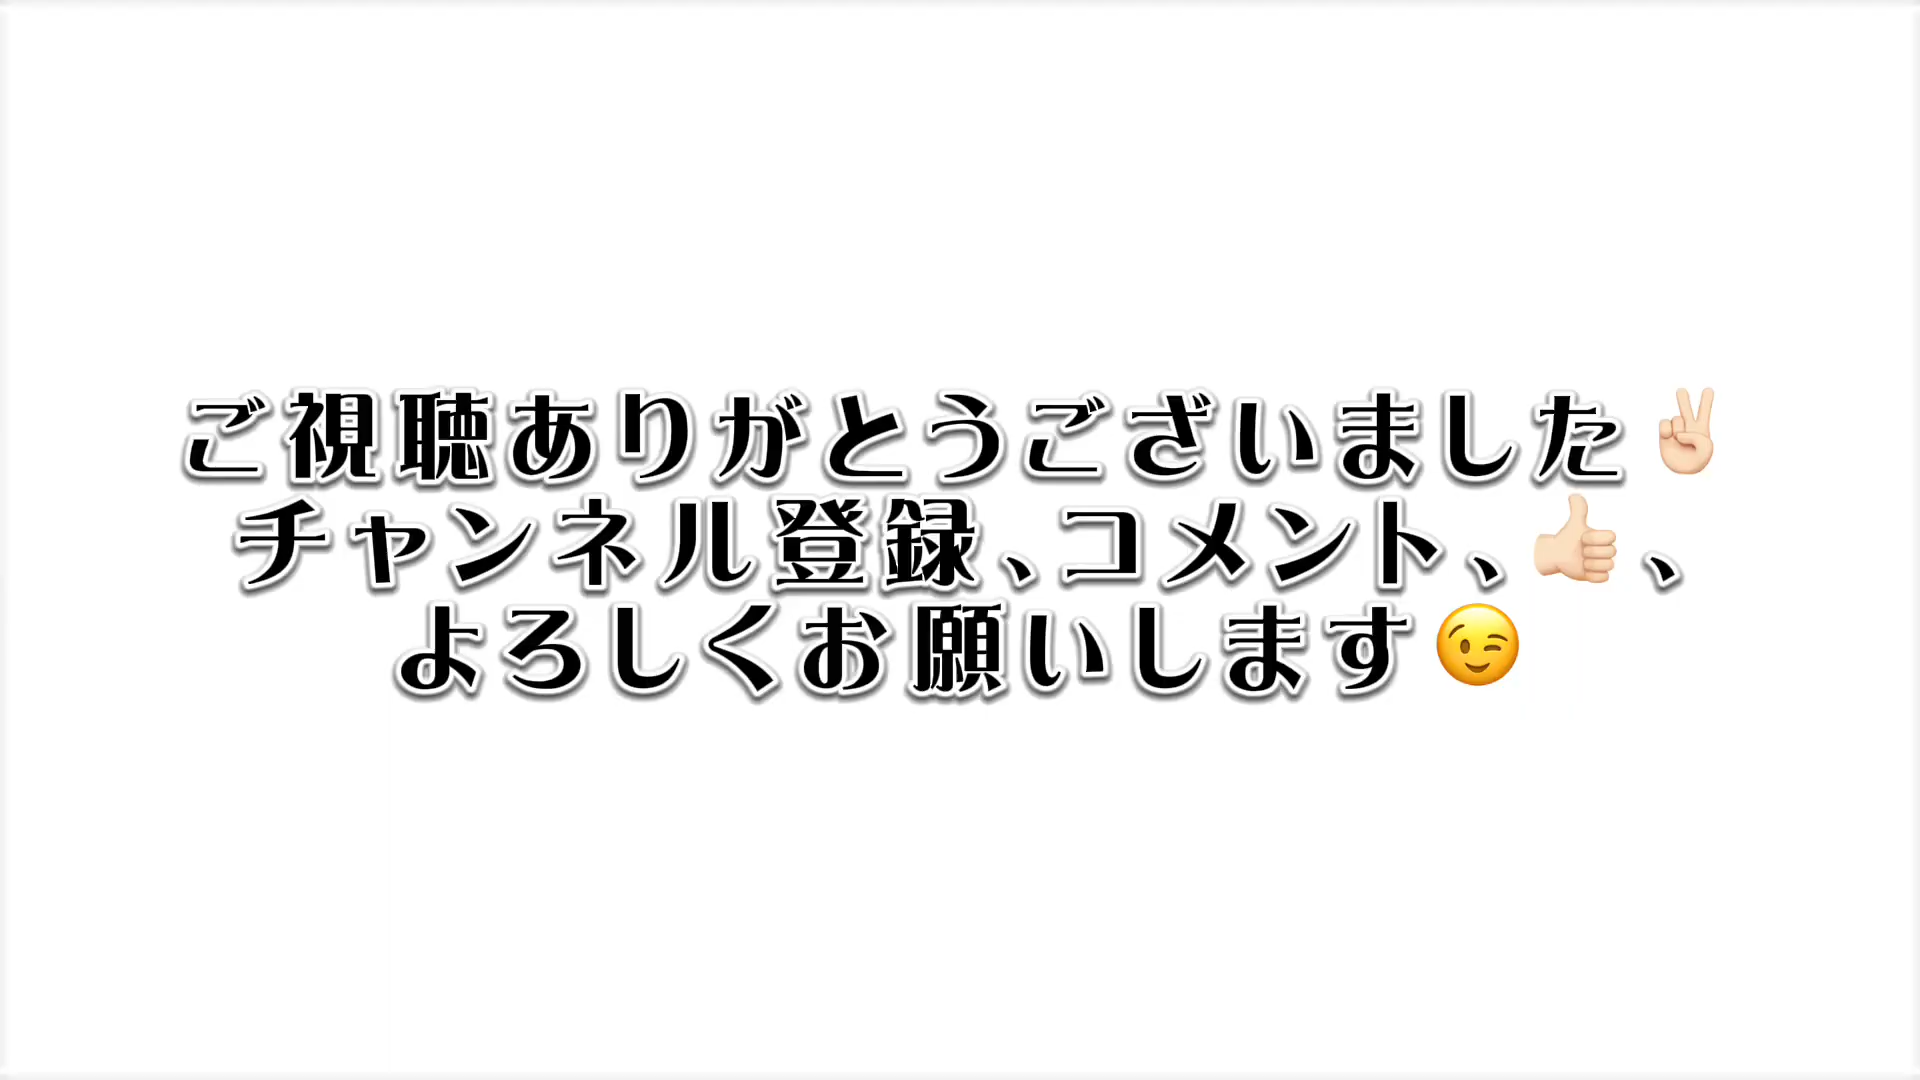 ご視聴ありがとうございました✌🏻
チャンネル登録、コメント、👍🏻、
よろしくお願いします😉